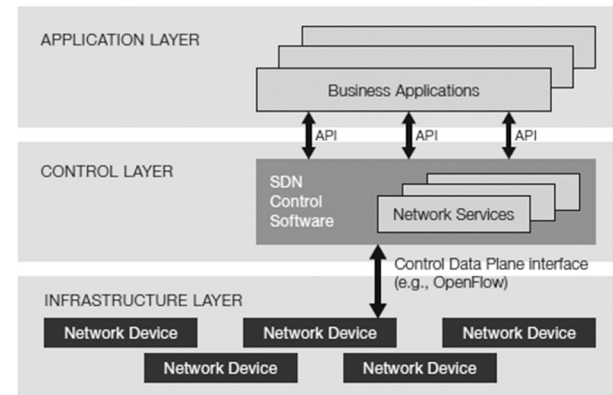 APPLICATION LAYER
Business Applications
API
API
API
CONTROL LAYER
SDN
Control
Software
Network Services
Control Data Plane interface
(e.g., OpenFlow)
INFRASTRUCTURE LAYER
Network Device
Network Device
Network Device
Network Device
Network Device